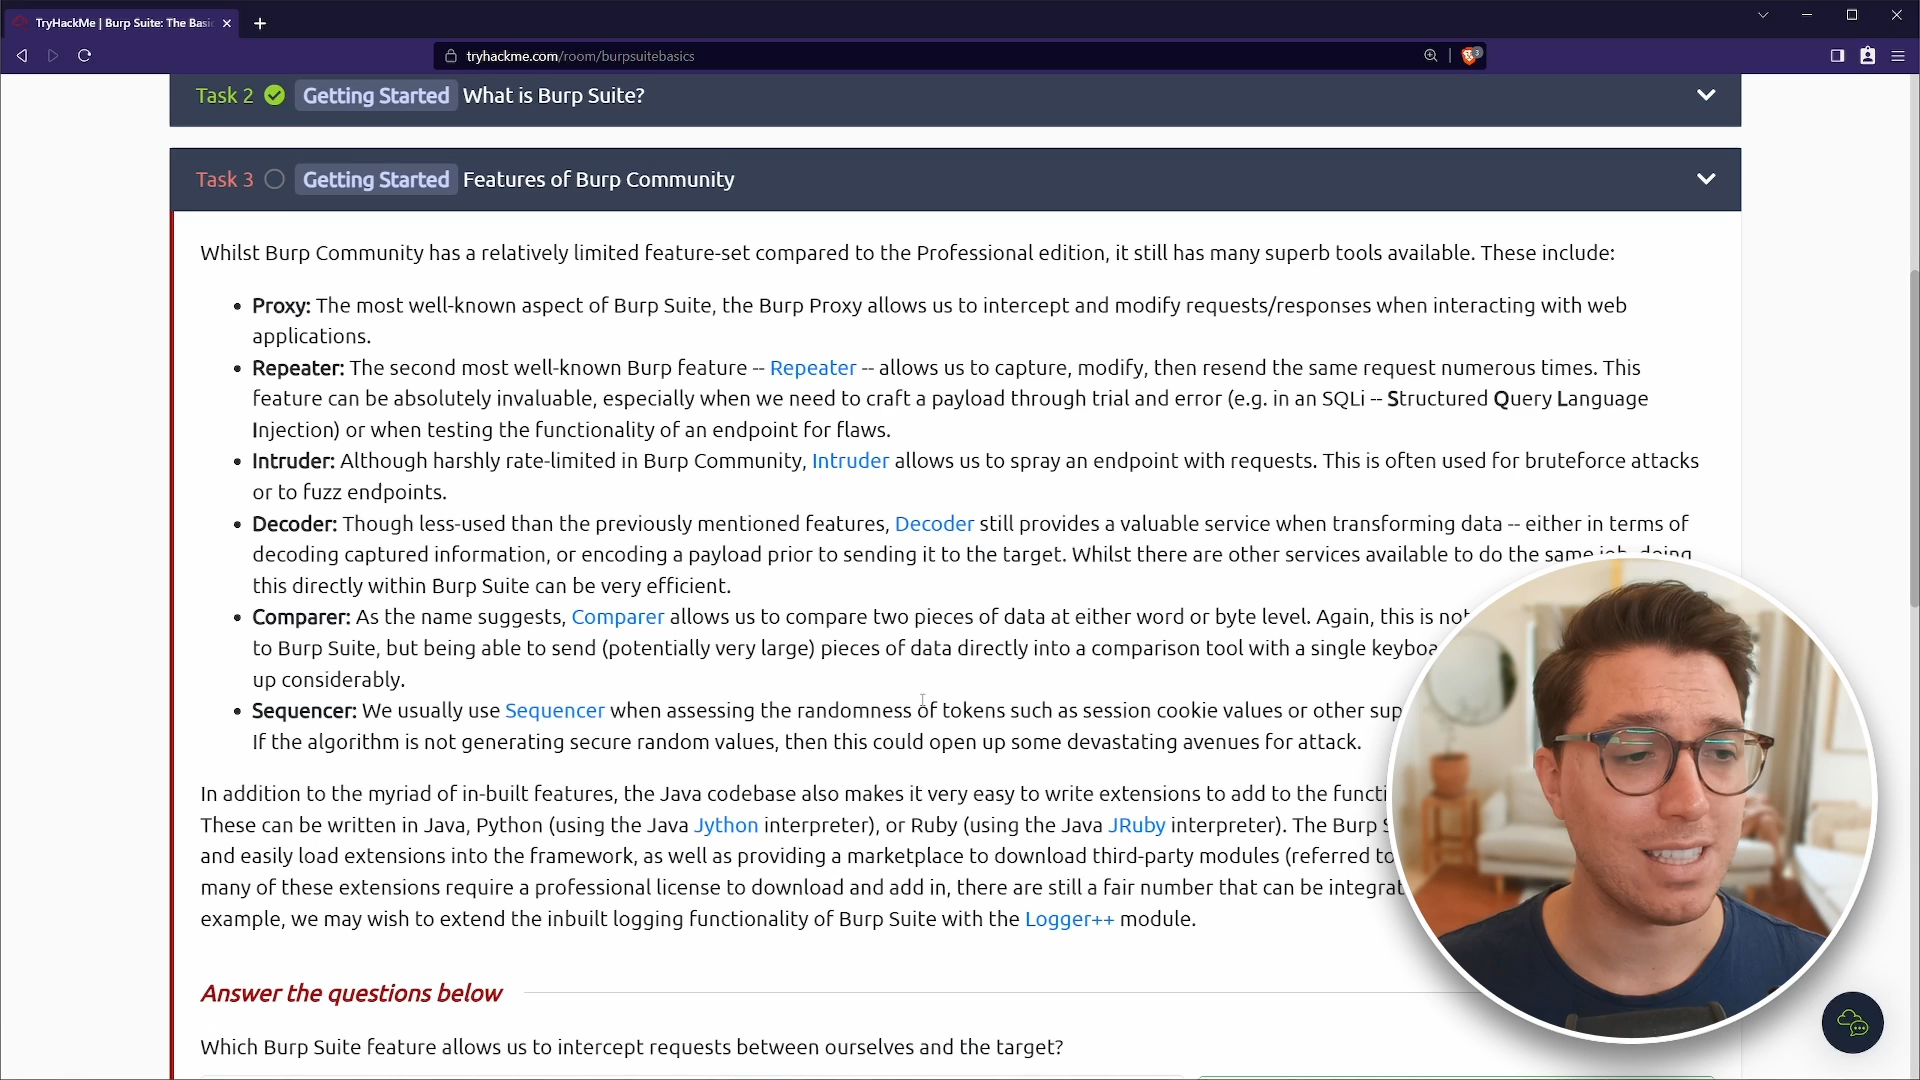 TryHackMe | Burp Suite: The Basic
tryhackme.com/room/burpsuitebasics
3
Task 2 Getting Started What is Burp Suite?
Task 3 Getting Started Features of Burp Community
Whilst Burp Community has a relatively limited feature-set compared to the Professional edition, it still has many superb tools available. These include:
• Proxy: The most well-known aspect of Burp Suite, the Burp Proxy allows us to intercept and modify requests/responses when interacting with web
applications.
• Repeater: The second most well-known Burp feature -- Repeater -- allows us to capture, modify, then resend the same request numerous times. This
feature can be absolutely invaluable, especially when we need to craft a payload through trial and error (e.g. in an SQLi -- Structured Query Language
Injection) or when testing the functionality of an endpoint for flaws.
• Intruder: Although harshly rate-limited in Burp Community, Intruder allows us to spray an endpoint with requests. This is often used for bruteforce attacks
or to fuzz endpoints.
• Decoder: Though less-used than the previously mentioned features, Decoder still provides a valuable service when transforming data -- either in terms of
decoding captured information, or encoding a payload prior to sending it to the target. Whilst there are other services available to do the same job, doing
this directly within Burp Suite can be very efficient.
• Comparer: As the name suggests, Comparer allows us to compare two pieces of data at either word or byte level. Again, this is not
to Burp Suite, but being able to send (potentially very large) pieces of data directly into a comparison tool with a single keyboa
up considerably.
• Sequencer: We usually use Sequencer when assessing the randomness of tokens such as session cookie values or other sup
If the algorithm is not generating secure random values, then this could open up some devastating avenues for attack.
In addition to the myriad of in-built features, the Java codebase also makes it very easy to write extensions to add to the functi
These can be written in Java, Python (using the Java Jython interpreter), or Ruby (using the Java JRuby interpreter). The Burp S
and easily load extensions into the framework, as well as providing a marketplace to download third-party modules (referred to
many of these extensions require a professional license to download and add in, there are still a fair number that can be integrat
example, we may wish to extend the inbuilt logging functionality of Burp Suite with the Logger++ module.
Answer the questions below
Which Burp Suite feature allows us to intercept requests between ourselves and the target?